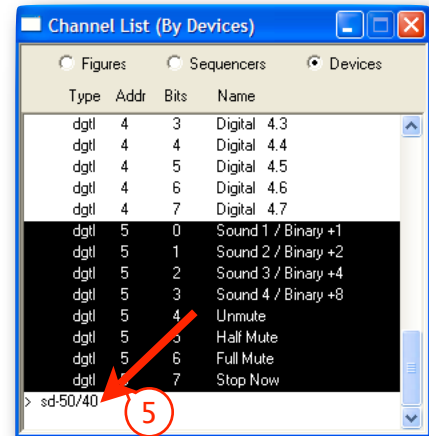 Channel List (By Devices)
Figures Sequencers Devices
Type Addr Bits Name
dgtl 4 3 Digital 4.3
dgtl 4 4 Digital 4.4
dgtl 4 5 Digital 4.5
dgtl 4 6 Digital 4.6
dgtl 4 7 Digital 4.7
dgtl 5 0 Sound 1 / Binary +1
dgtl 5 1 Sound 2 / Binary +2
dgtl 5 2 Sound 3 / Binary +4
dgtl 5 3 Sound 4 / Binary +8
dgtl 5 4 Unmute
dgtl 5 5 Half Mute
dgtl 5 6 Full Mute
dgtl 5 7 Stop Now
> sd-50/40
5